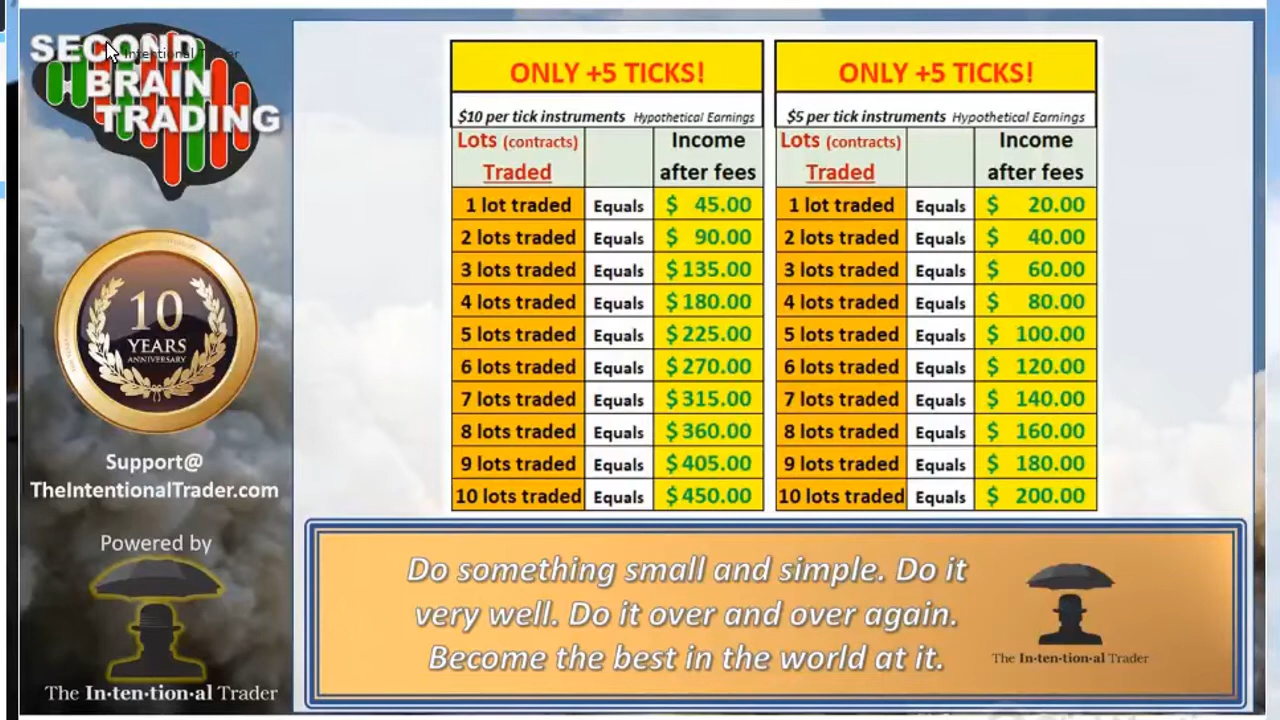 SECOND
BRAIN
TRADING
10
YEARS
ANNIVERSARY
Support@
TheIntentionalTrader.com
Powered by
The In·ten·tion·al Trader
ONLY +5 TICKS!
$10 per tick instruments Hypothetical Earnings
Lots (contracts) Traded Income after fees
1 lot traded Equals $ 45.00
2 lots traded Equals $ 90.00
3 lots traded Equals $ 135.00
4 lots traded Equals $ 180.00
5 lots traded Equals $ 225.00
6 lots traded Equals $ 270.00
7 lots traded Equals $ 315.00
8 lots traded Equals $ 360.00
9 lots traded Equals $ 405.00
10 lots traded Equals $ 450.00
ONLY +5 TICKS!
$5 per tick instruments Hypothetical Earnings
Lots (contracts) Traded Income after fees
1 lot traded Equals $ 20.00
2 lots traded Equals $ 40.00
3 lots traded Equals $ 60.00
4 lots traded Equals $ 80.00
5 lots traded Equals $ 100.00
6 lots traded Equals $ 120.00
7 lots traded Equals $ 140.00
8 lots traded Equals $ 160.00
9 lots traded Equals $ 180.00
10 lots traded Equals $ 200.00
Do something small and simple. Do it
very well. Do it over and over again.
Become the best in the world at it.
The In·ten·tion·al Trader